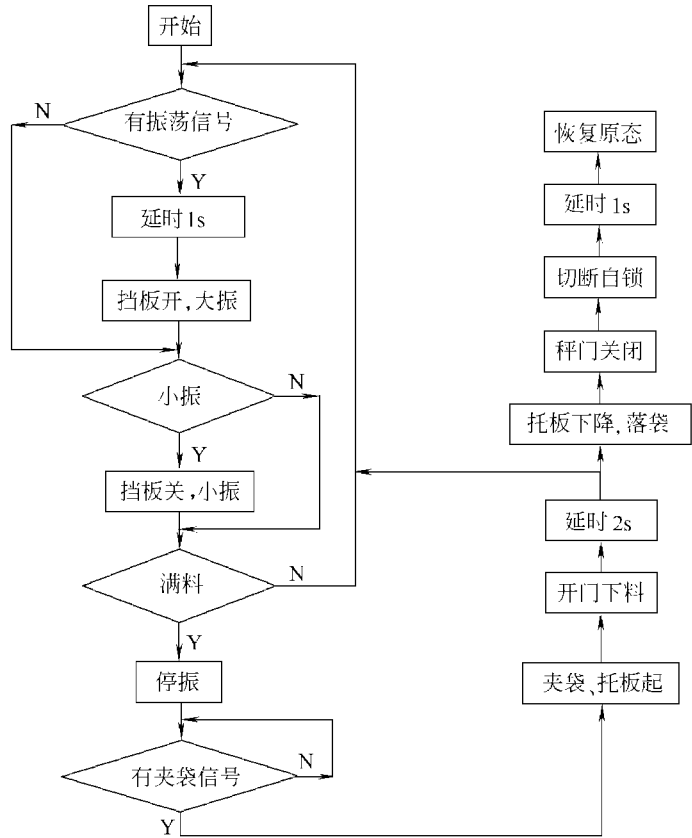 开始
N
有振荡信号
Y
延时1s
挡板开,大振
小振
N
Y
挡板关,小振
满料
N
Y
停振
有夹袋信号
N
Y
恢复原态
延时1s
切断白锁
秤门关闭
托板下降,落袋
延时2s
开门下料
夹袋、托板起